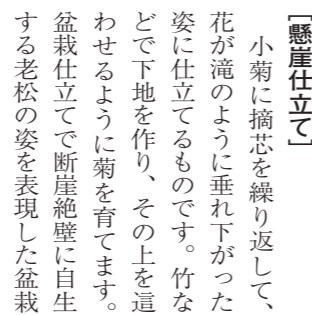 ［懸崖仕立て］
小菊に摘芯を繰り返して、
花が滝のように垂れ下がった
姿に仕立てるものです。竹な
どで下地を作り、その上を這
わせるように菊を育てます。
盆栽仕立てで断崖絶壁に自生
する老松の姿を表現した盆栽